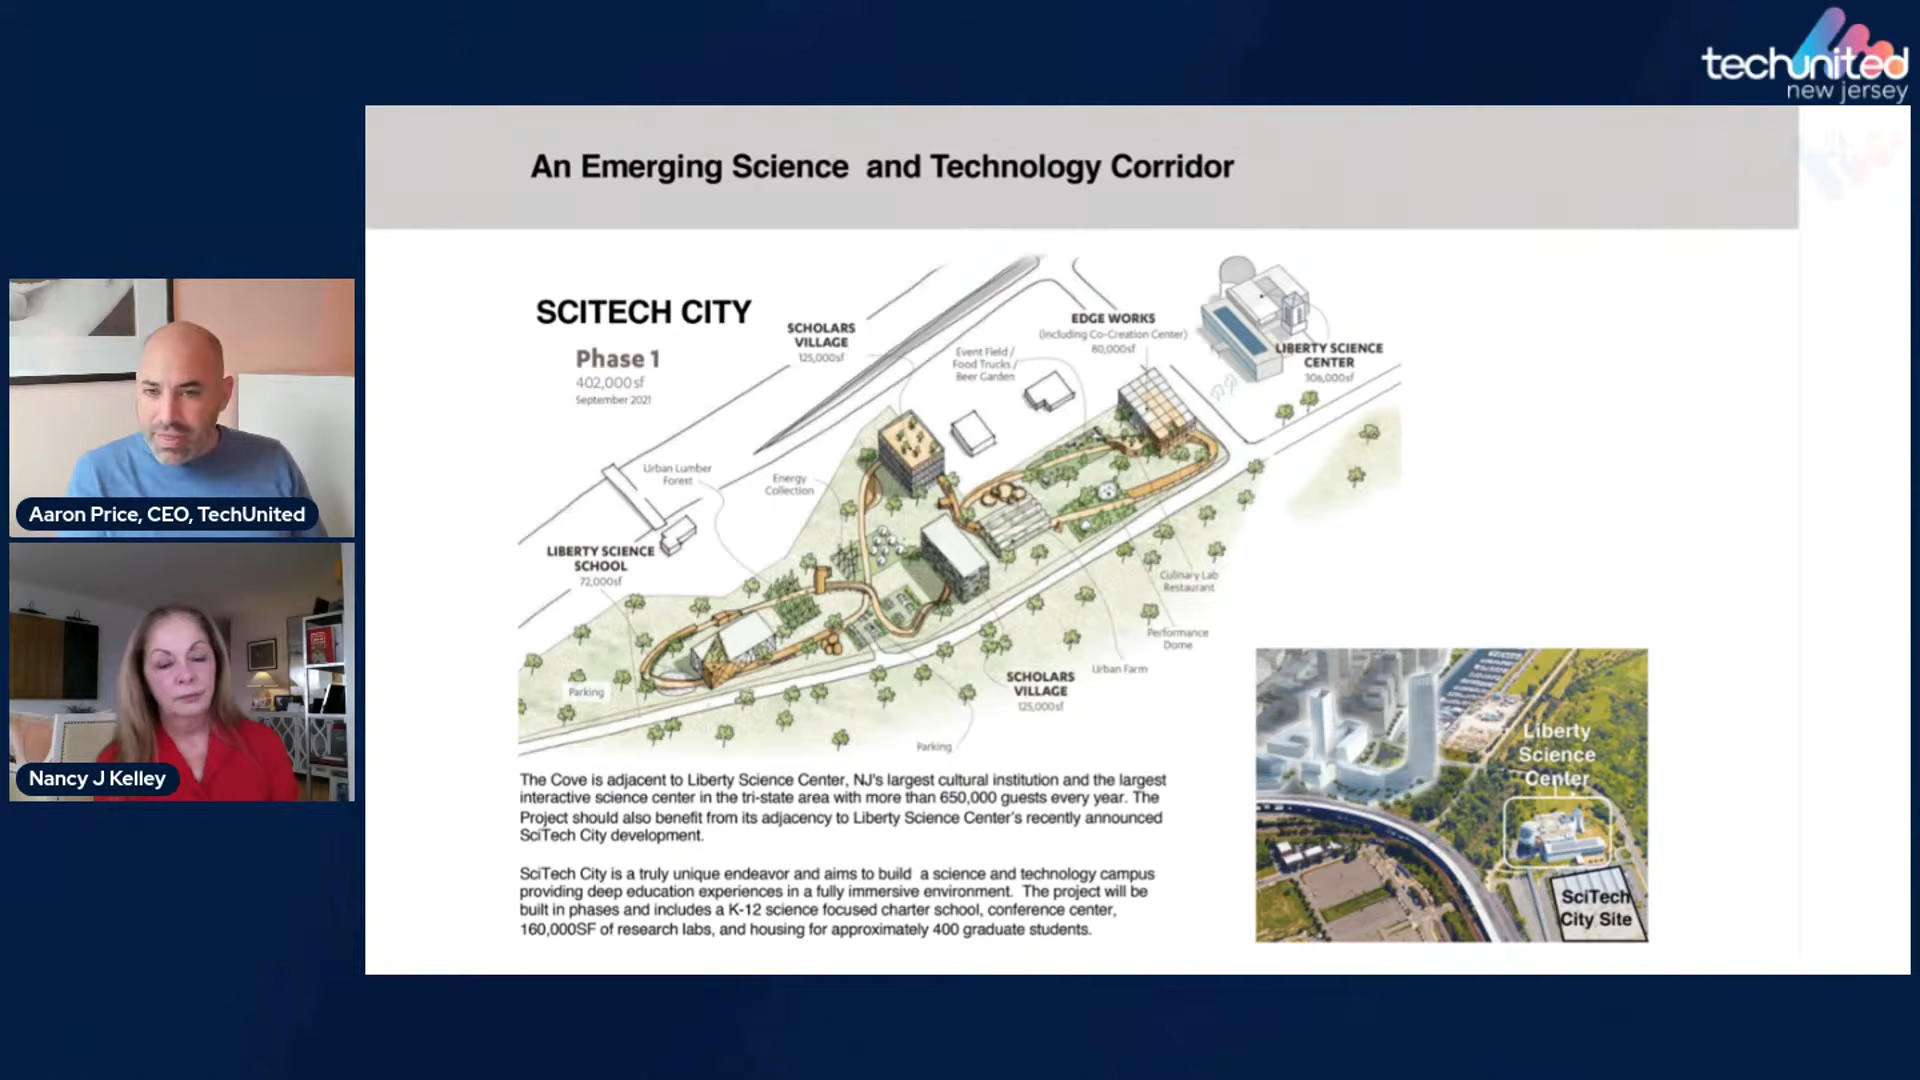 techunited
new jersey
An Emerging Science and Technology Corridor
SCITECH CITY
Phase 1
402,000sf
September 2021
SCHOLARS
VILLAGE
125,000sf
Event Field /
Food Trucks /
Beer Garden
EDGE WORKS
(including Co-Creation Center)
80,000sf
LIBERTY SCIENCE
CENTER
306,000sf
Urban Lumber
Forest
Energy
Collection
LIBERTY SCIENCE
SCHOOL
72,000sf
Culinary Lab
Restaurant
Performance
Dome
Urban Farm
SCHOLARS
VILLAGE
125,000sf
Parking
Parking
The Cove is adjacent to Liberty Science Center, NJ's largest cultural institution and the largest
interactive science center in the tri-state area with more than 650,000 guests every year. The
Project should also benefit from its adjacency to Liberty Science Center's recently announced
SciTech City development.
SciTech City is a truly unique endeavor and aims to build a science and technology campus
providing deep education experiences in a fully immersive environment. The project will be
built in phases and includes a K-12 science focused charter school, conference center,
160,000SF of research labs, and housing for approximately 400 graduate students.
Liberty
Science
Center
SciTech
City Site
Aaron Price, CEO, TechUnited
Nancy J Kelley